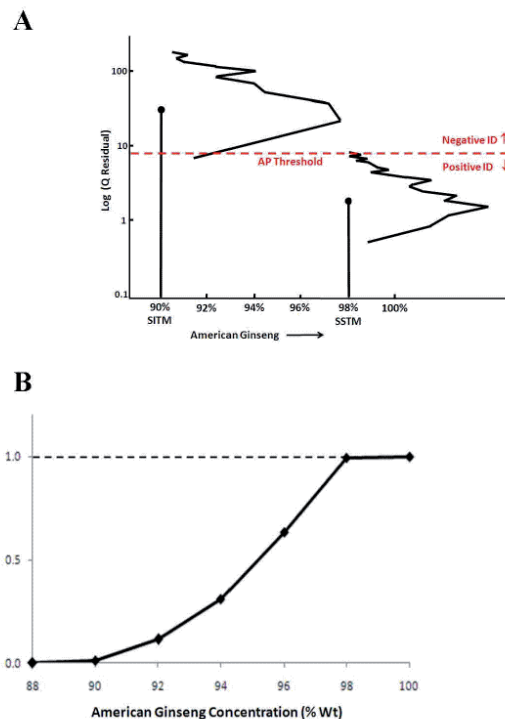 A
Log (Q Residual)
100
10
1
0.1
Negative ID ↑
AP Threshold
Positive ID ↓
90% 92% 94% 96% 98% 100%
SITM SSTM
American Ginseng →
B
1.0
0.5
0.0
88 90 92 94 96 98 100
American Ginseng Concentration (% Wt)